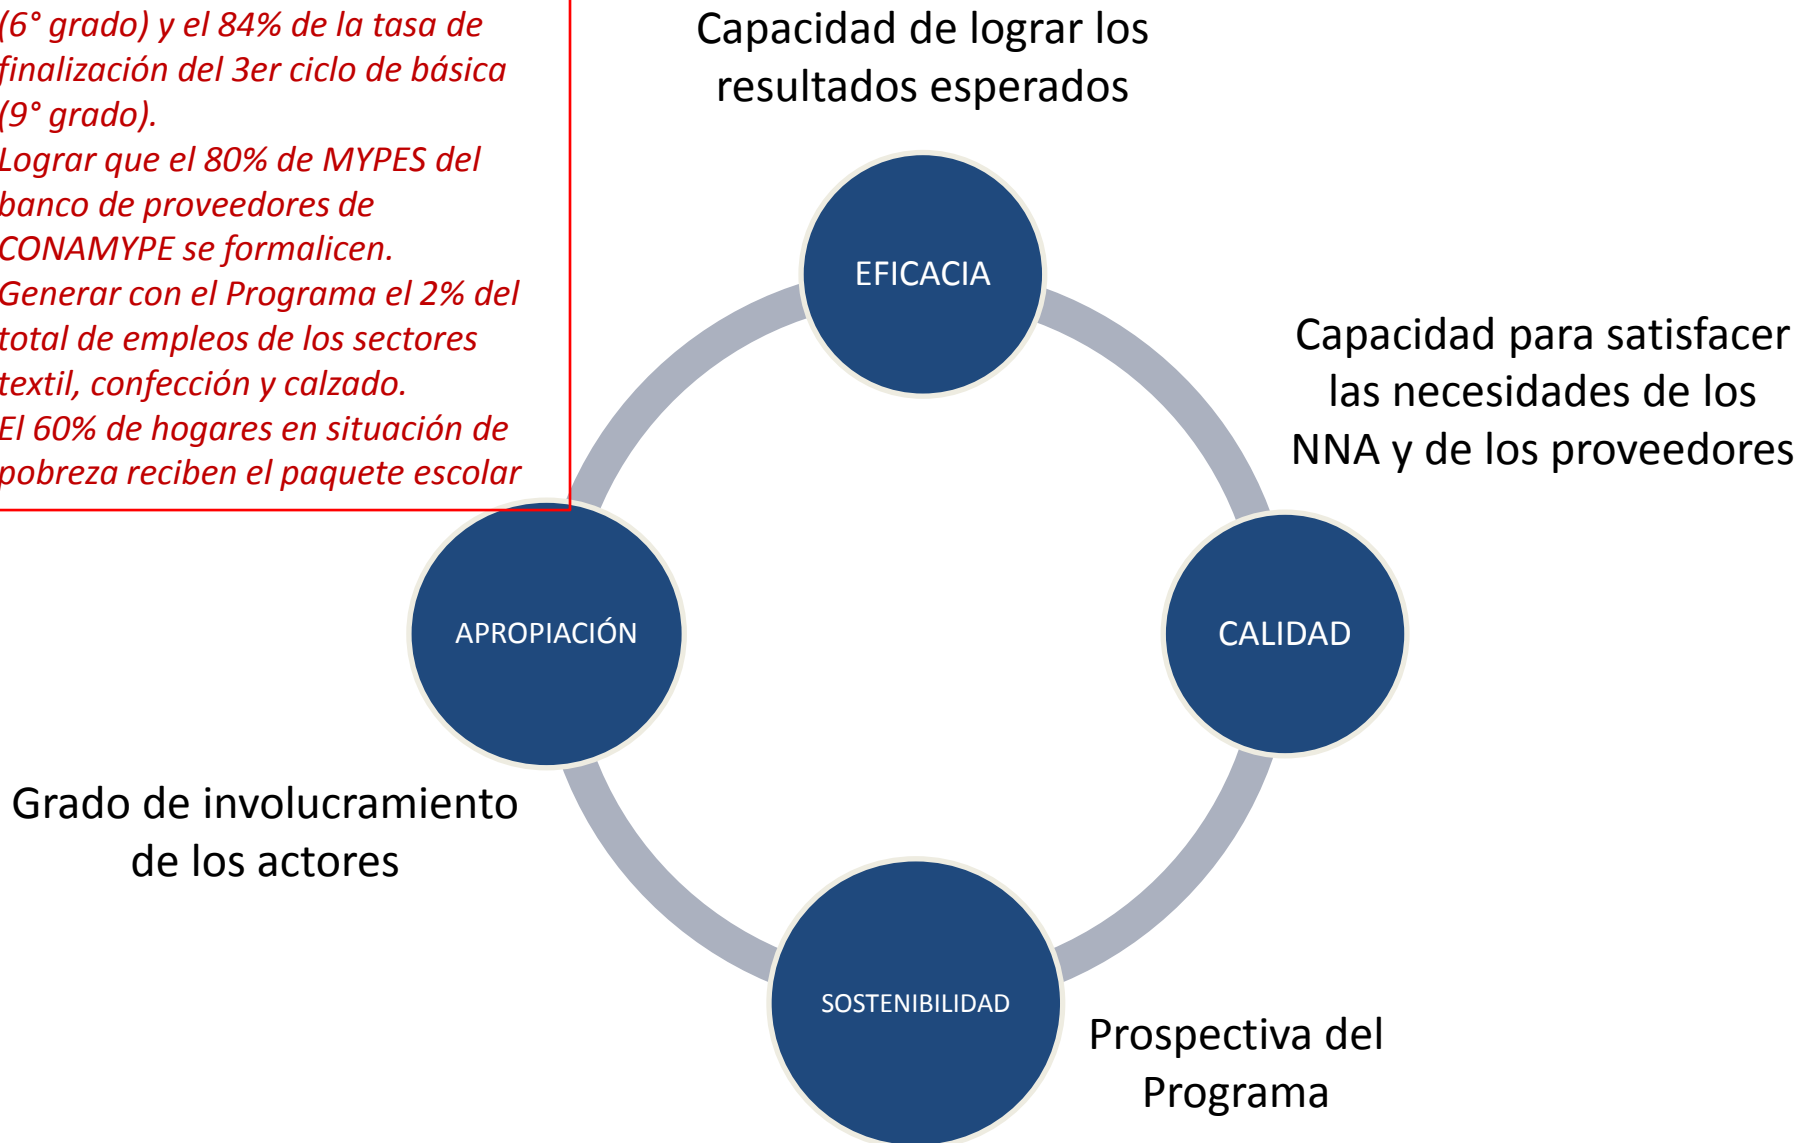 (6° grado) y el 84% de la tasa de
finalización del 3er ciclo de básica
(9° grado).
Lograr que el 80% de MYPES del
banco de proveedores de
CONAMYPE se formalicen.
Generar con el Programa el 2% del
total de empleos de los sectores
textil, confección y calzado.
El 60% de hogares en situación de
pobreza reciben el paquete escolar
Capacidad de lograr los
resultados esperados
EFICACIA
Capacidad para satisfacer
las necesidades de los
NNA y de los proveedores
APROPIACIÓN
CALIDAD
Grado de involucramiento
de los actores
SOSTENIBILIDAD
Prospectiva del
Programa